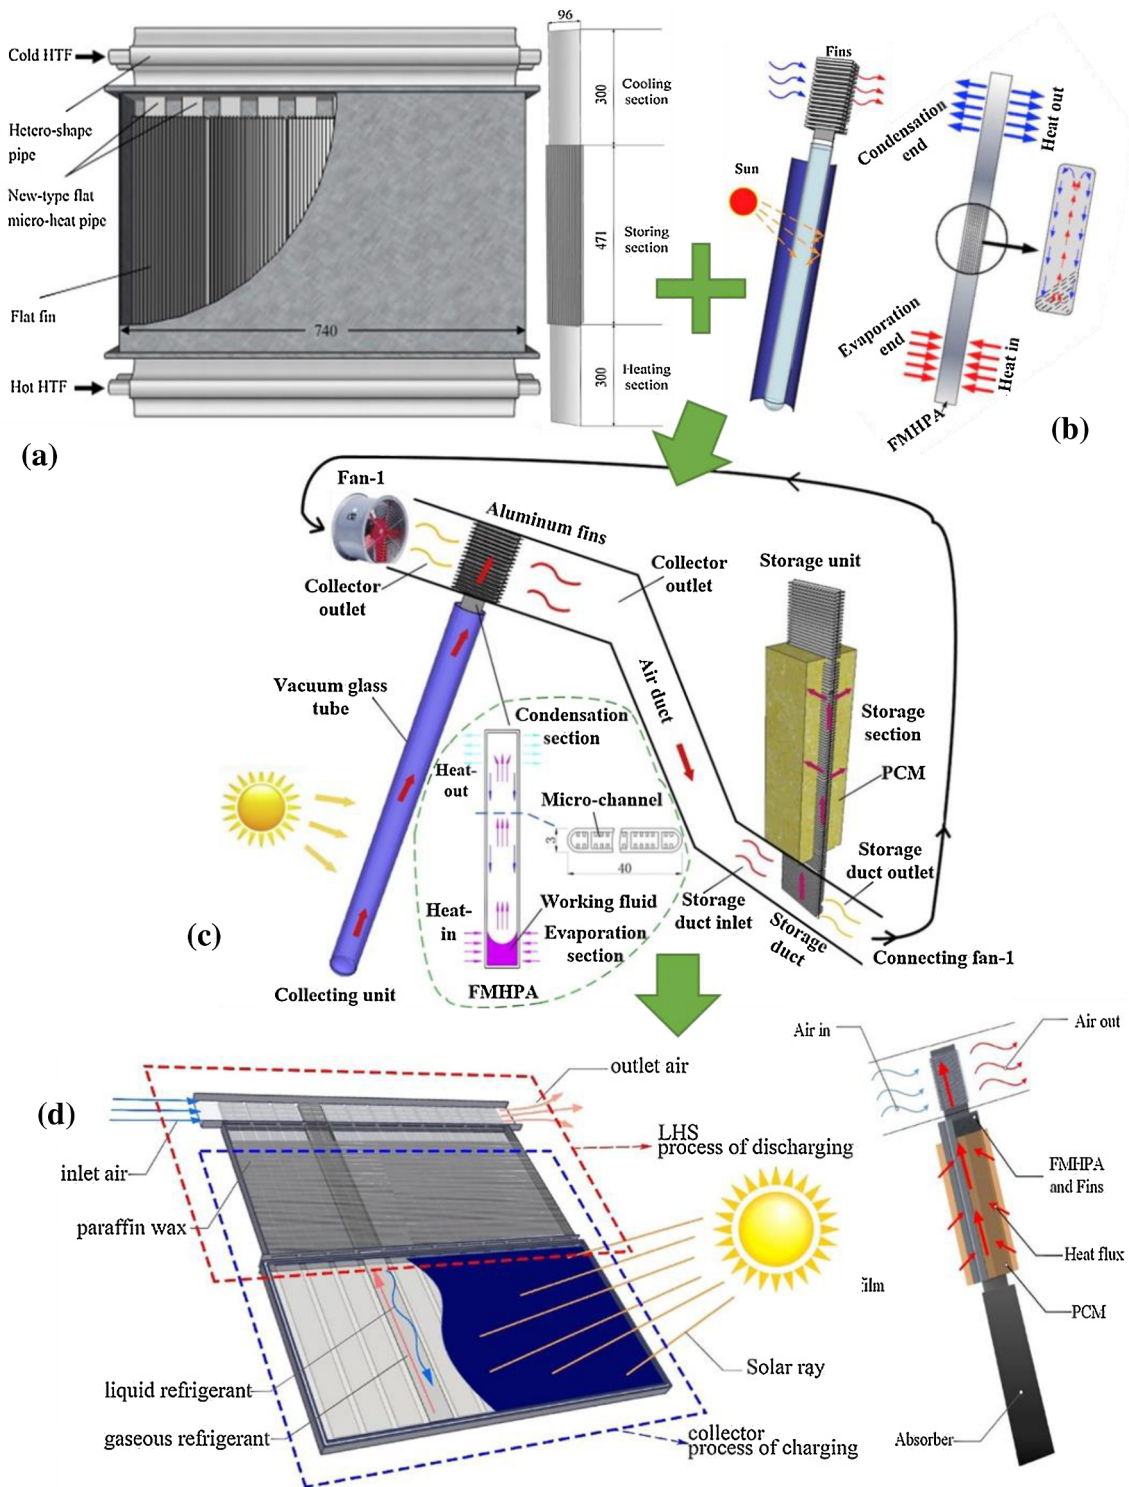 Cold HTF
Hetero-shape
pipe
New-type flat
micro-heat pipe
Flat fin
Hot HTF
740
96
300
471
300
Cooling
section
Storing
section
Heating
section
(a)
Fins
Sun
Condensation
end
Heat out
Evaporation
end
Heat in
FMHPA
(b)
Fan-1
Aluminum fins
Collector
outlet
Collector
outlet
Storage unit
Air duct
Vacuum glass
tube
Condensation
section
Heat-
out
Micro-channel
3
40
Storage
section
PCM
Storage
duct outlet
Heat-
in
Working fluid
Evaporation
section
Storage
duct inlet
Storage
duct
Connecting fan-1
(c)
Collecting unit
FMHPA
(d)
outlet air
LHS
process of discharging
inlet air
paraffin wax
Solar ray
liquid refrigerant
gaseous refrigerant
collector
process of charging
Air in
Air out
FMHPA
and Fins
Heat flux
film
PCM
Absorber